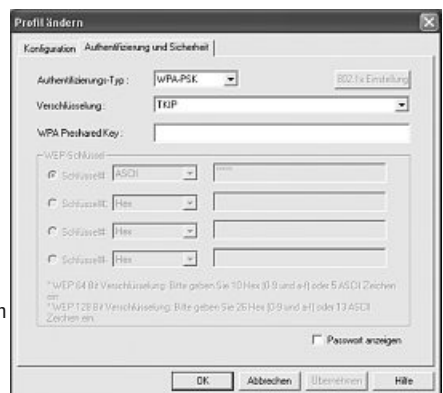 Profil ändern
Konfiguration Authentifizierung und Sicherheit
Authentifizierungs-Typ : WPA-PSK 802.1x Einstellung
Verschlüsselung : TKIP
WPA Preshared Key :
WEP-Schlüssel
Schlüssel#: ASCII
Schlüssel#: Hex
Schlüssel#: Hex
Schlüssel#: Hex
* WEP 64 Bit Verschlüsselung: Bitte geben Sie 10 Hex (0-9 und a-f) oder 5 ASCII Zeichen
ein
* WEP 128 Bit Verschlüsselung: Bitte geben Sie 26 Hex (0-9 und a-f) oder 13 ASCII
Zeichen ein
Passwort anzeigen
OK Abbrechen Übernehmen Hilfe